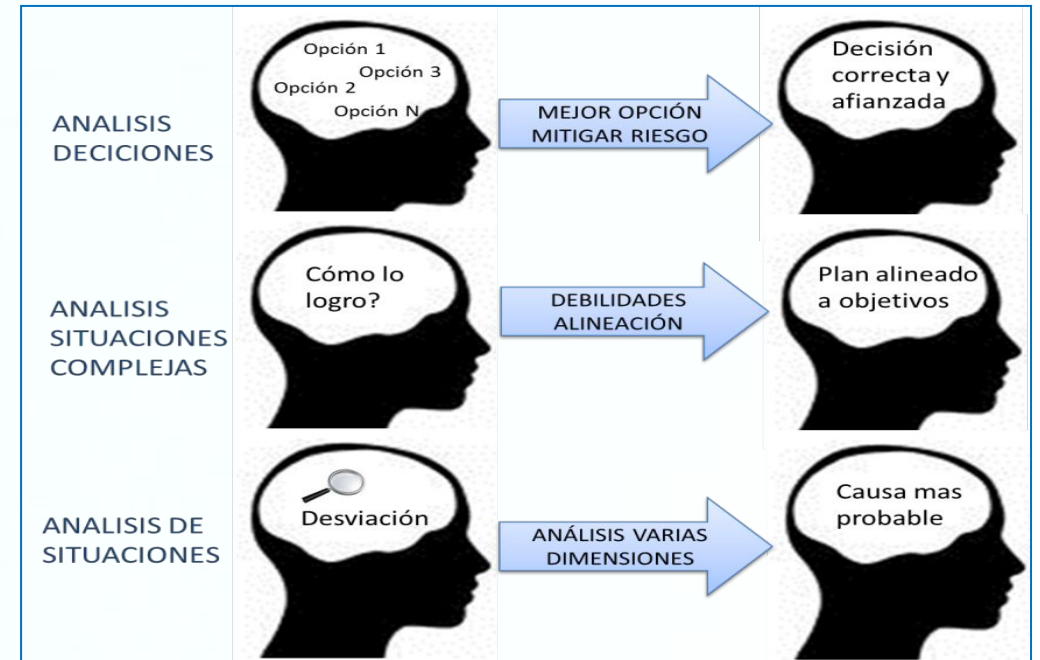 ANALISIS
DECICIONES
Opción 1
Opción 3
Opción 2
Opción N
MEJOR OPCIÓN
MITIGAR RIESGO
Decisión
correcta y
afianzada
ANALISIS
SITUACIONES
COMPLEJAS
Cómo lo
logro?
DEBILIDADES
ALINEACIÓN
Plan alineado
a objetivos
ANALISIS DE
SITUACIONES
Desviación
ANÁLISIS VARIAS
DIMENSIONES
Causa mas
probable